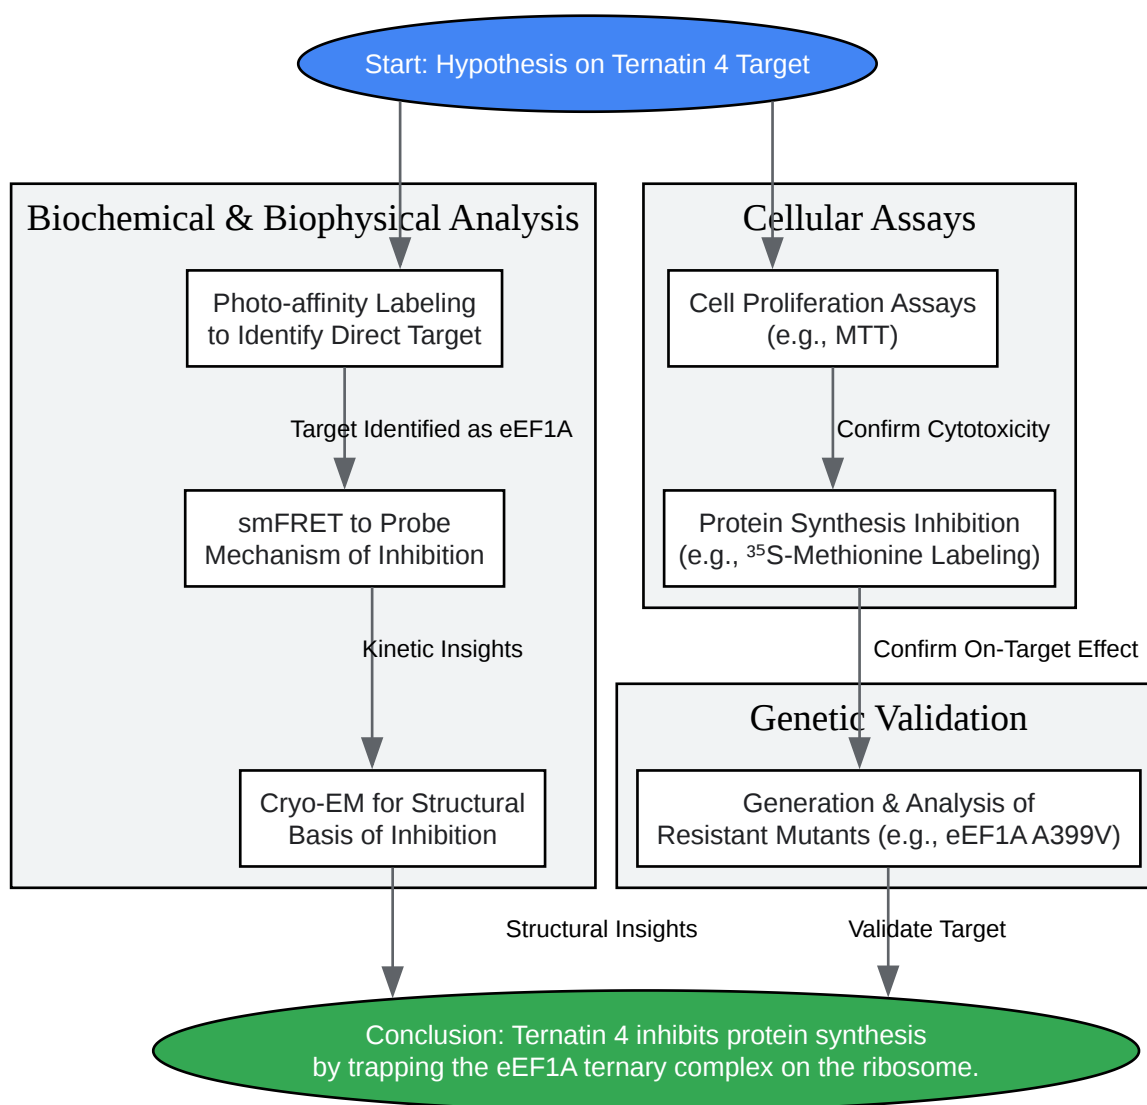 Start: Hypothesis on Ternatin 4 Target
Biochemical & Biophysical Analysis
Photo-affinity Labeling
to Identify Direct Target
Target Identified as eEF1A
smFRET to Probe
Mechanism of Inhibition
Kinetic Insights
Cryo-EM for Structural
Basis of Inhibition
Structural Insights
Cellular Assays
Cell Proliferation Assays
(e.g., MTT)
Confirm Cytotoxicity
Protein Synthesis Inhibition
(e.g., ³⁵S-Methionine Labeling)
Confirm On-Target Effect
Genetic Validation
Generation & Analysis of
Resistant Mutants (e.g., eEF1A A399V)
Validate Target
Conclusion: Ternatin 4 inhibits protein synthesis
by trapping the eEF1A ternary complex on the ribosome.